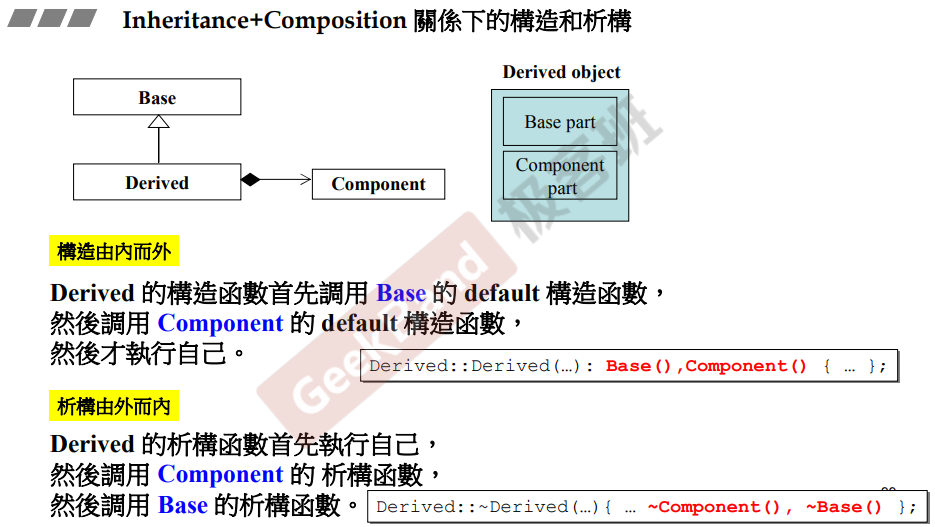 Inheritance+Composition 關係下的構造和析構
Base
Derived
Component
Derived object
Base part
Component
part
構造由內而外
Derived 的構造函數首先調用 Base 的 default 構造函數，
然後調用 Component 的 default 構造函數，
然後才執行自己。
Derived::Derived(…): Base(),Component() { … };
析構由外而內
Derived 的析構函數首先執行自己，
然後調用 Component 的 析構函數，
然後調用 Base 的析構函數。
Derived::~Derived(…){ … ~Component(), ~Base() };
GeekBand 极客班